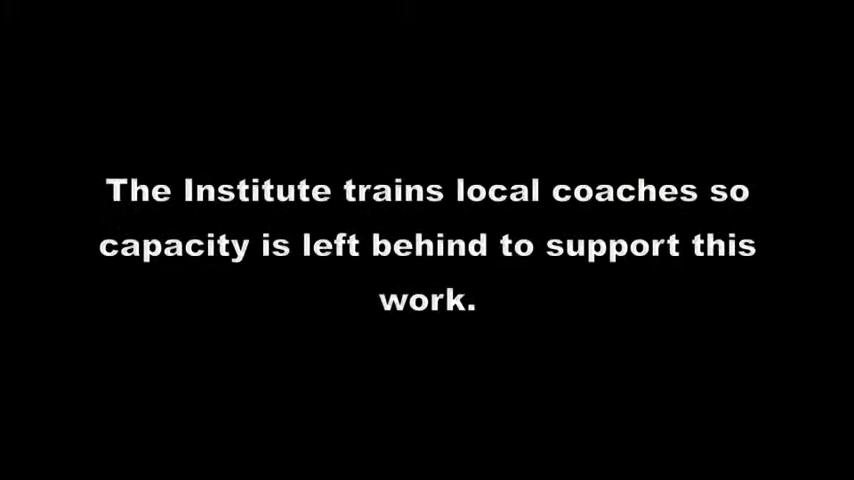 The Institute trains local coaches so
capacity is left behind to support this
work.